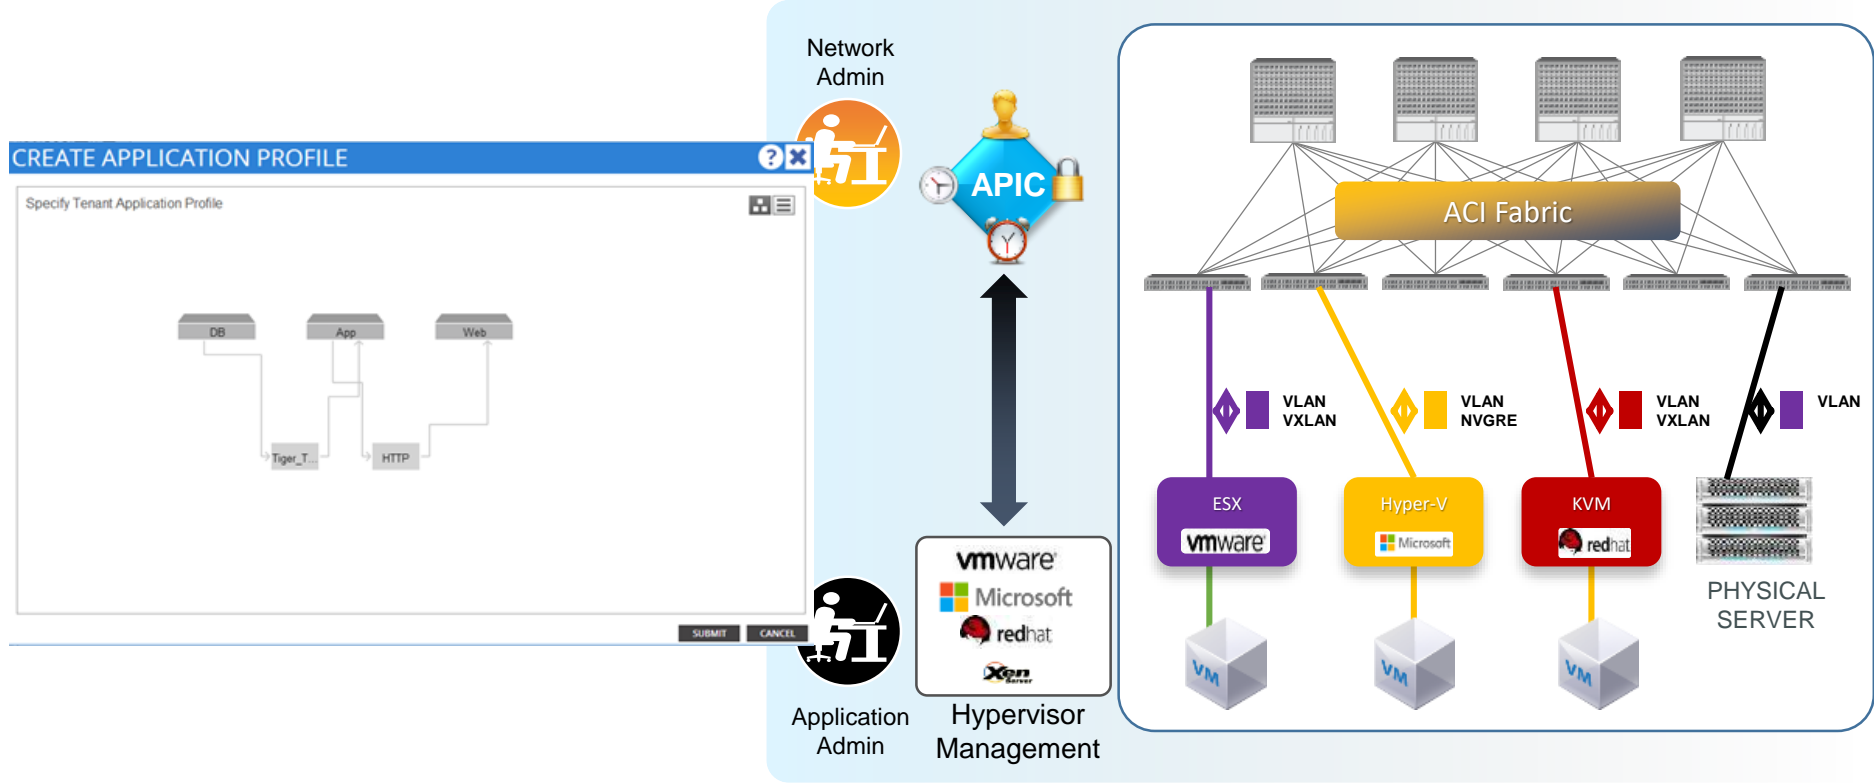 CREATE APPLICATION PROFILE
?
Specify Tenant Application Profile
DB
App
Web
Tiger_T...
HTTP
SUBMIT
CANCEL
Network
Admin
Application
Admin
APIC
vmware
Microsoft
redhat
Xen
Server
Hypervisor
Management
ACI Fabric
VLAN
VXLAN
VLAN
NVGRE
VLAN
VXLAN
VLAN
ESX
vmware
Hyper-V
Microsoft
KVM
redhat
PHYSICAL
SERVER
VM
VM
VM